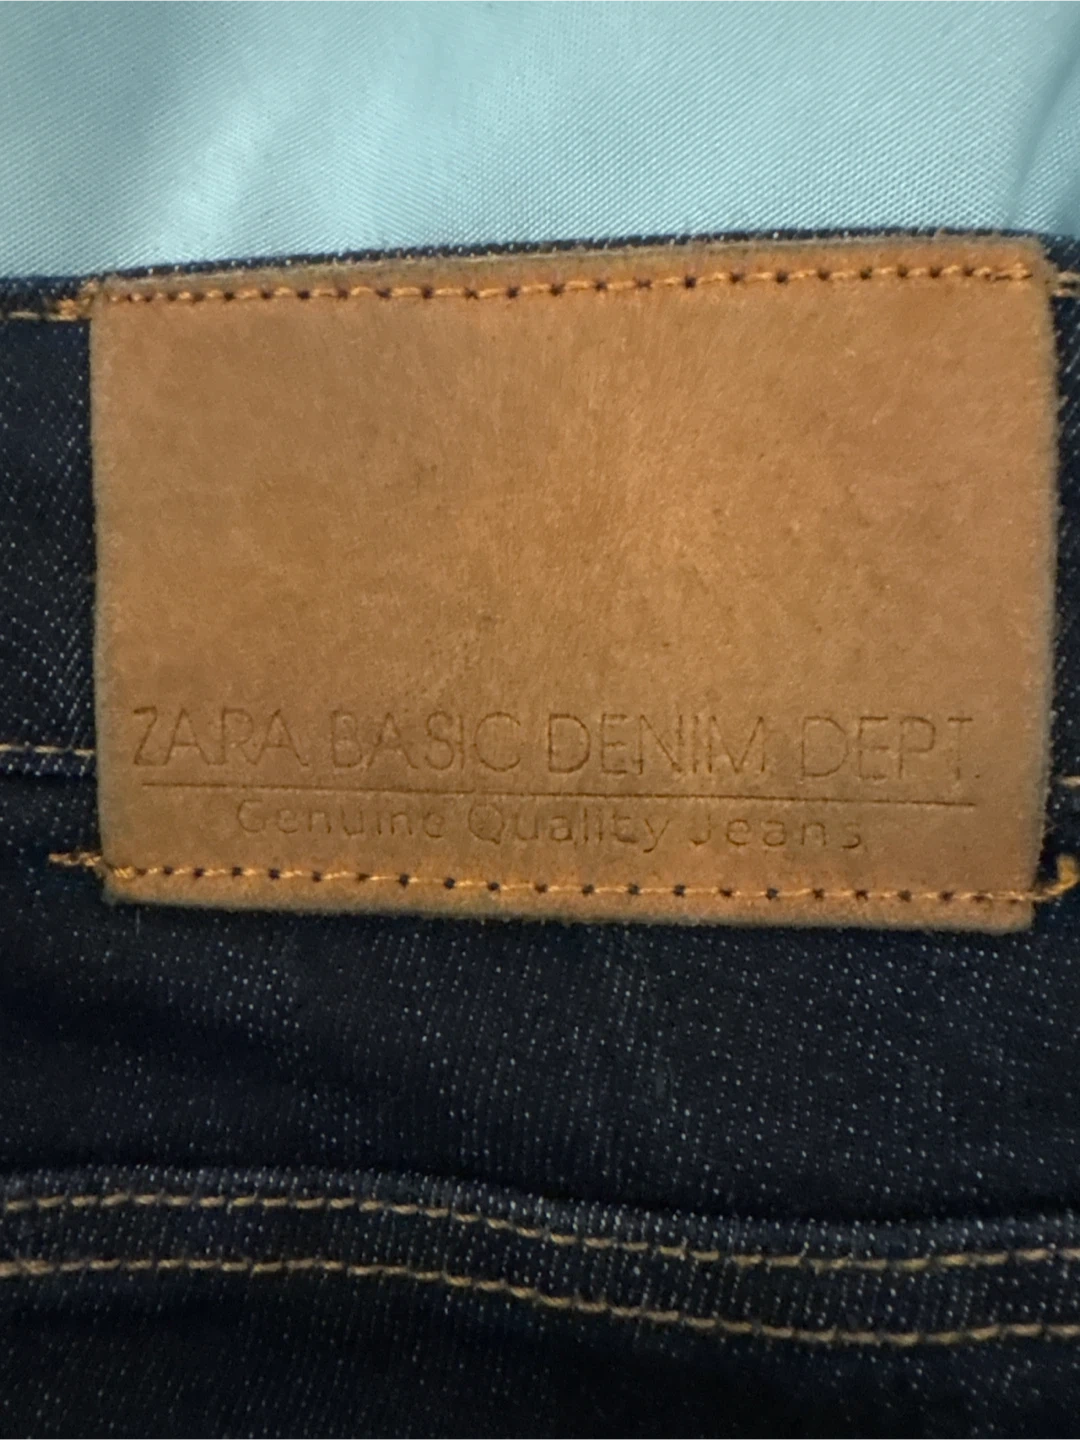 ZARA BASIC DENIM DEPT.
Genuine Quality Jeans